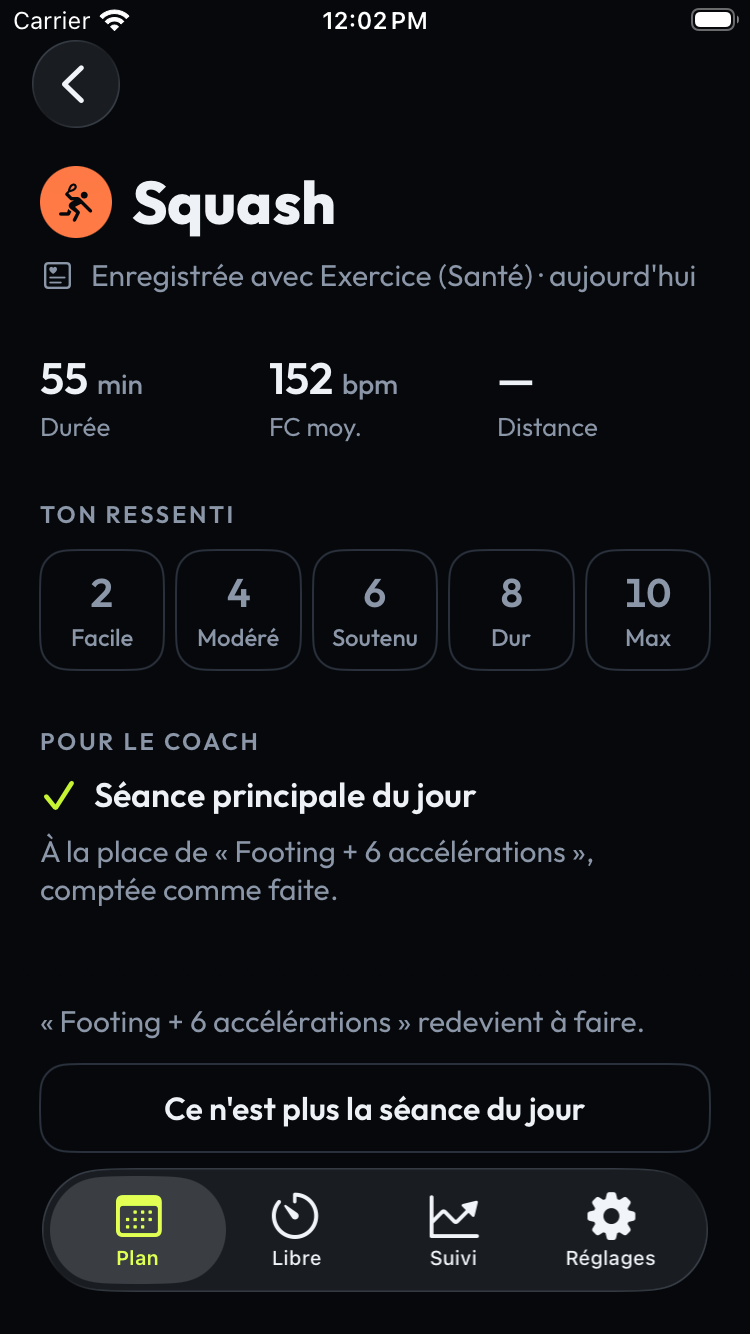 Carrier 12:02 PM
Squash
Enregistrée avec Exercice (Santé) · aujourd'hui
55 min 152 bpm —
Durée FC moy. Distance
TON RESSENTI
2 4 6 8 10
Facile Modéré Soutenu Dur Max
POUR LE COACH
Séance principale du jour
À la place de « Footing + 6 accélérations »,
comptée comme faite.
« Footing + 6 accélérations » redevient à faire.
Ce n'est plus la séance du jour
Plan Libre Suivi Réglages